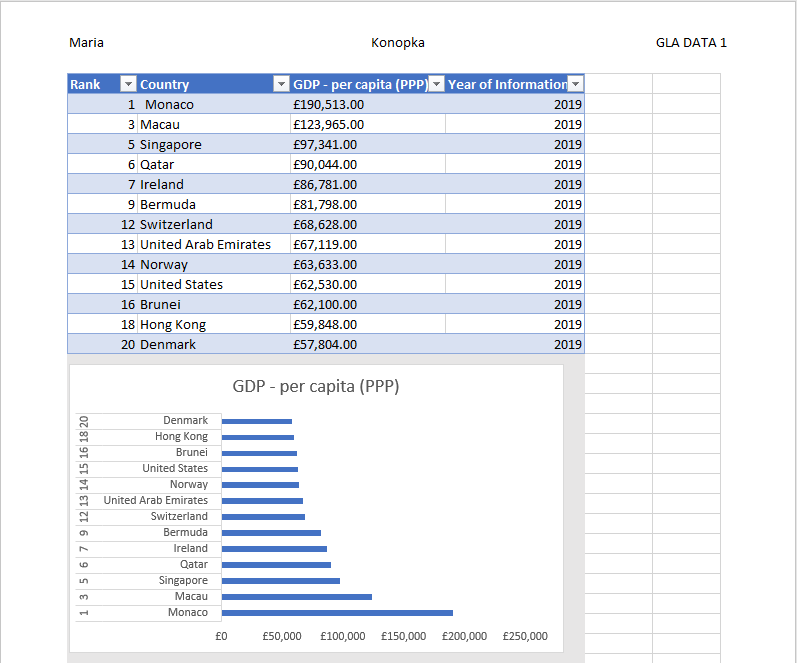 Maria Konopka GLA DATA 1
Rank Country GDP - per capita (PPP) Year of Information
1 Monaco £190,513.00 2019
3 Macau £123,965.00 2019
5 Singapore £97,341.00 2019
6 Qatar £90,044.00 2019
7 Ireland £86,781.00 2019
9 Bermuda £81,798.00 2019
12 Switzerland £68,628.00 2019
13 United Arab Emirates £67,119.00 2019
14 Norway £63,633.00 2019
15 United States £62,530.00 2019
16 Brunei £62,100.00 2019
18 Hong Kong £59,848.00 2019
20 Denmark £57,804.00 2019
GDP - per capita (PPP)
20 Denmark
18 Hong Kong
16 Brunei
15 United States
14 Norway
13 United Arab Emirates
12 Switzerland
9 Bermuda
7 Ireland
6 Qatar
5 Singapore
3 Macau
1 Monaco
£0 £50,000 £100,000 £150,000 £200,000 £250,000